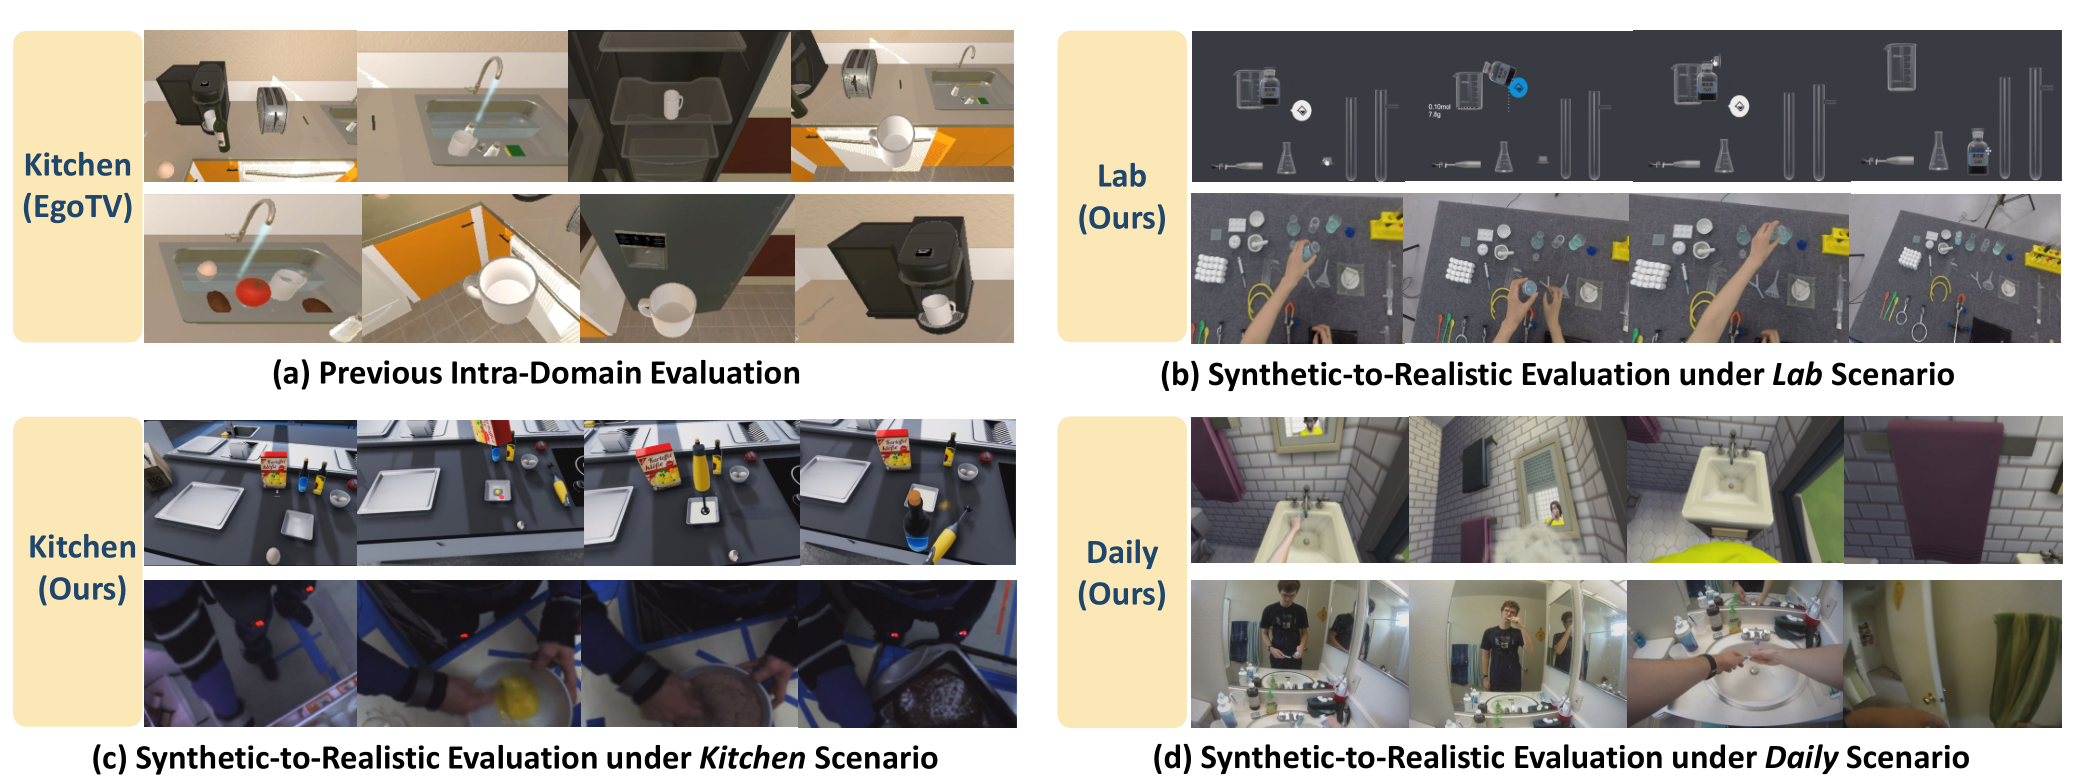 Kitchen
(EgoTV)
(a) Previous Intra-Domain Evaluation
Lab
(Ours)
0.10mol
7.8g
(b) Synthetic-to-Realistic Evaluation under Lab Scenario
Kitchen
(Ours)
Kartoffel
(c) Synthetic-to-Realistic Evaluation under Kitchen Scenario
Daily
(Ours)
(d) Synthetic-to-Realistic Evaluation under Daily Scenario